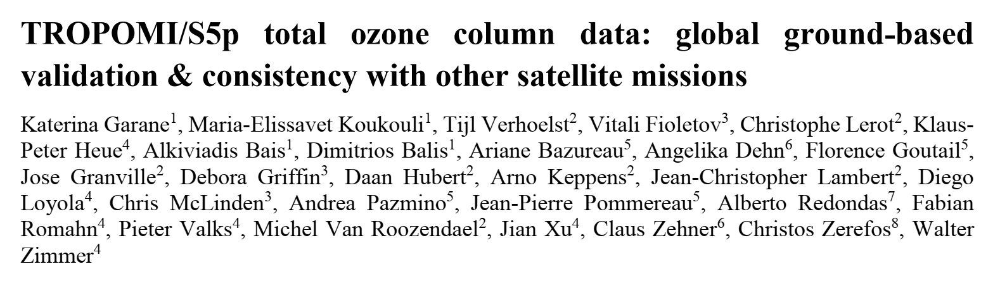 TROPOMI/S5p total ozone column data: global ground-based
validation & consistency with other satellite missions
Katerina Garane¹, Maria-Elissavet Koukouli¹, Tijl Verhoelst², Vitali Fioletov³, Christophe Lerot², Klaus-
Peter Heue⁴, Alkiviadis Bais¹, Dimitrios Balis¹, Ariane Bazureau⁵, Angelika Dehn⁶, Florence Goutail⁵,
Jose Granville², Debora Griffin³, Daan Hubert², Arno Keppens², Jean-Christopher Lambert², Diego
Loyola⁴, Chris McLinden³, Andrea Pazmino⁵, Jean-Pierre Pommereau⁵, Alberto Redondas⁷, Fabian
Romahn⁴, Pieter Valks⁴, Michel Van Roozendael², Jian Xu⁴, Claus Zehner⁶, Christos Zerefos⁸, Walter
Zimmer⁴